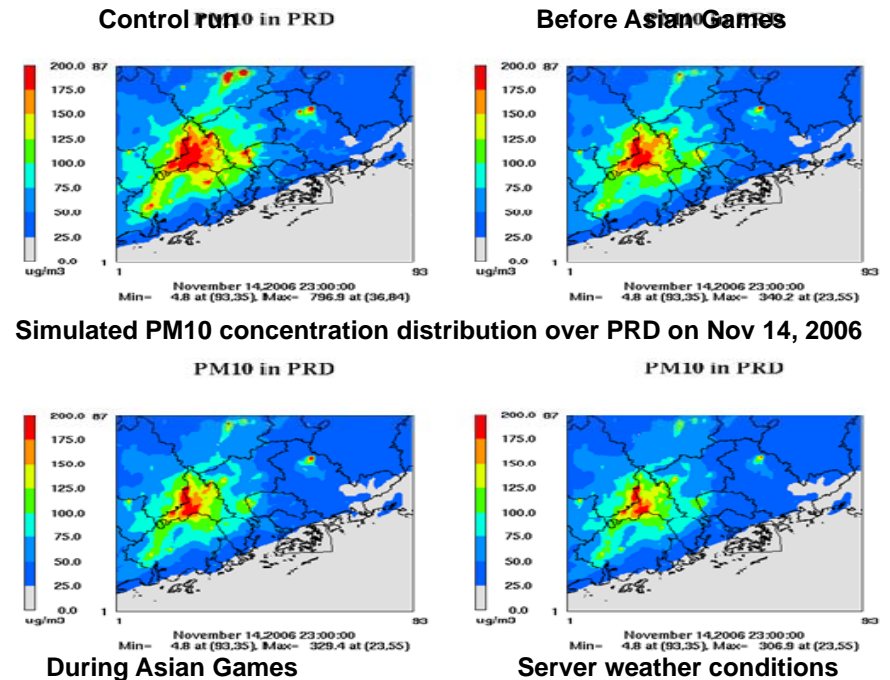 Control run PM10 in PRD
Before Asian Games PM10 in PRD
200.0 87
175.0
150.0
125.0
100.0
75.0
50.0
25.0
0.0 1
ug/m3 1 93
November 14,2006 23:00:00
Min= 4.8 at (93,35), Max= 796.9 at (36,84)
200.0 87
175.0
150.0
125.0
100.0
75.0
50.0
25.0
0.0 1
ug/m3 1 93
November 14,2006 23:00:00
Min= 4.8 at (93,35), Max= 340.2 at (23,55)
Simulated PM10 concentration distribution over PRD on Nov 14, 2006
PM10 in PRD
PM10 in PRD
200.0 87
175.0
150.0
125.0
100.0
75.0
50.0
25.0
0.0 1
ug/m3 1 93
November 14,2006 23:00:00
Min= 4.8 at (93,35), Max= 329.4 at (23,55)
200.0 87
175.0
150.0
125.0
100.0
75.0
50.0
25.0
0.0 1
ug/m3 1 93
November 14,2006 23:00:00
Min= 4.8 at (93,35), Max= 306.9 at (23,55)
During Asian Games
Server weather conditions